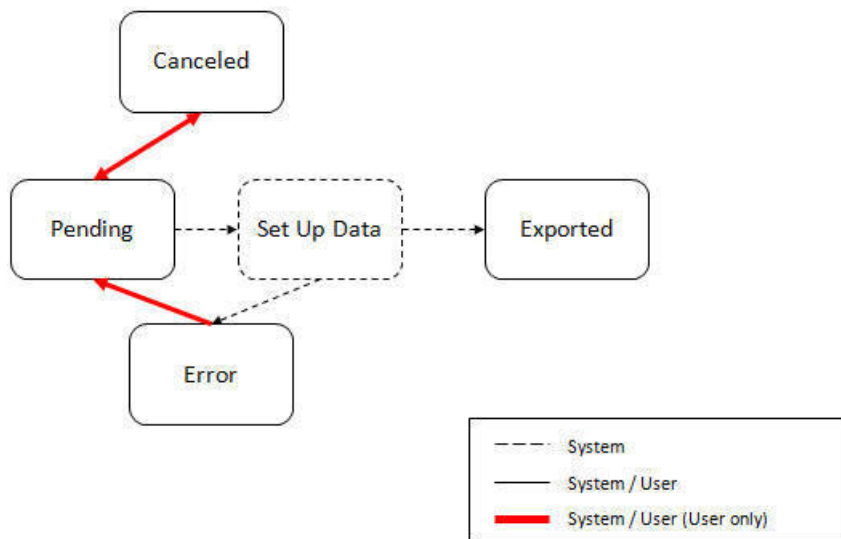 Canceled
Pending
Set Up Data
Exported
Error
System
System / User
System / User (User only)